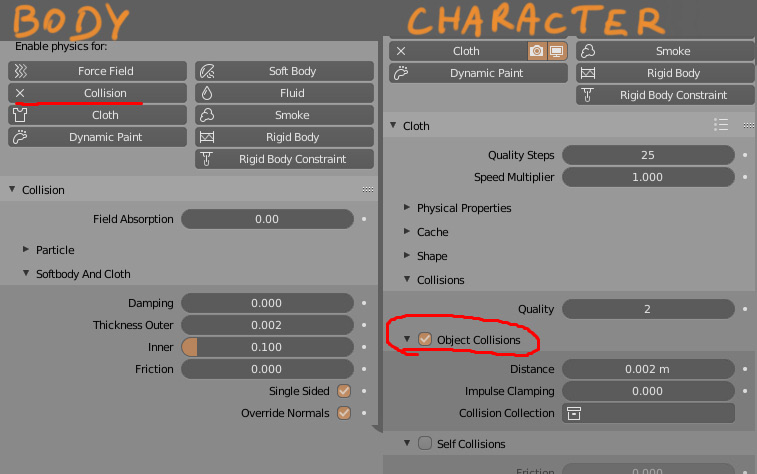 BODY
Enable physics for:
Force Field
Soft Body
Collision
Fluid
Cloth
Smoke
Dynamic Paint
Rigid Body
Rigid Body Constraint
Collision
Field Absorption 0.00
Particle
Softbody And Cloth
Damping 0.000
Thickness Outer 0.002
Inner 0.100
Friction 0.000
Single Sided
Override Normals
CHARACTER
Cloth
Smoke
Dynamic Paint
Rigid Body
Rigid Body Constraint
Cloth
Quality Steps 25
Speed Multiplier 1.000
Physical Properties
Cache
Shape
Collisions
Quality 2
Object Collisions
Distance 0.002 m
Impulse Clamping 0.000
Collision Collection
Self Collisions
Friction 0.000